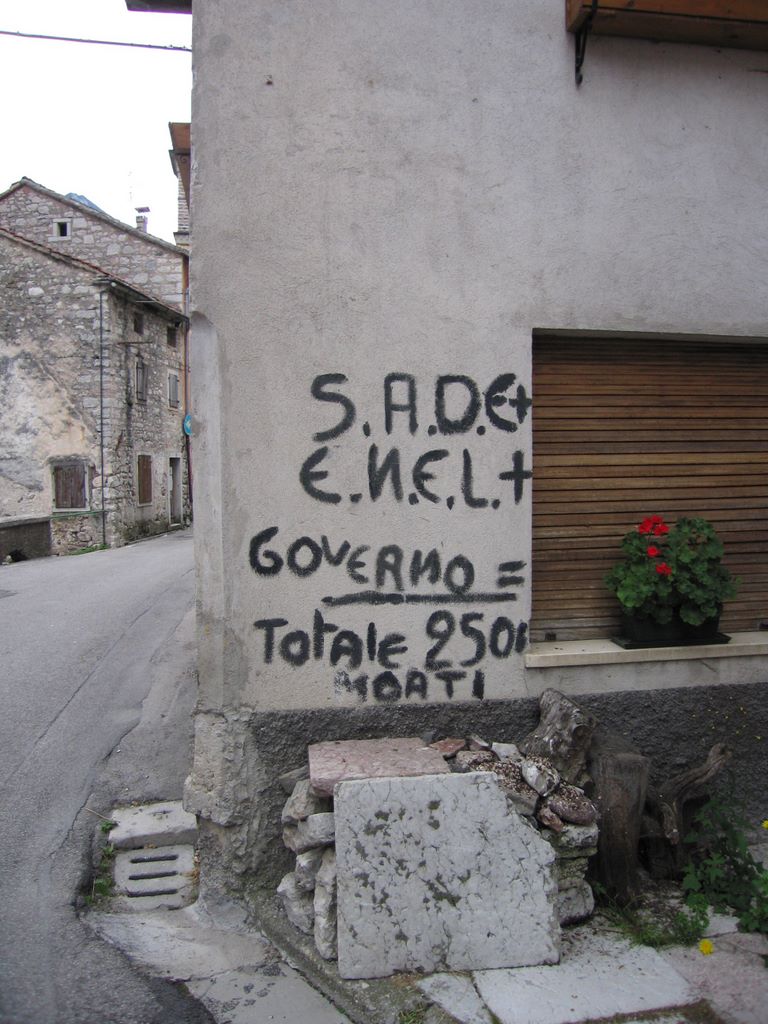 S.A.D.E+
E.N.E.L.+
GOVERNO =
TOTALE 2500
MORTI